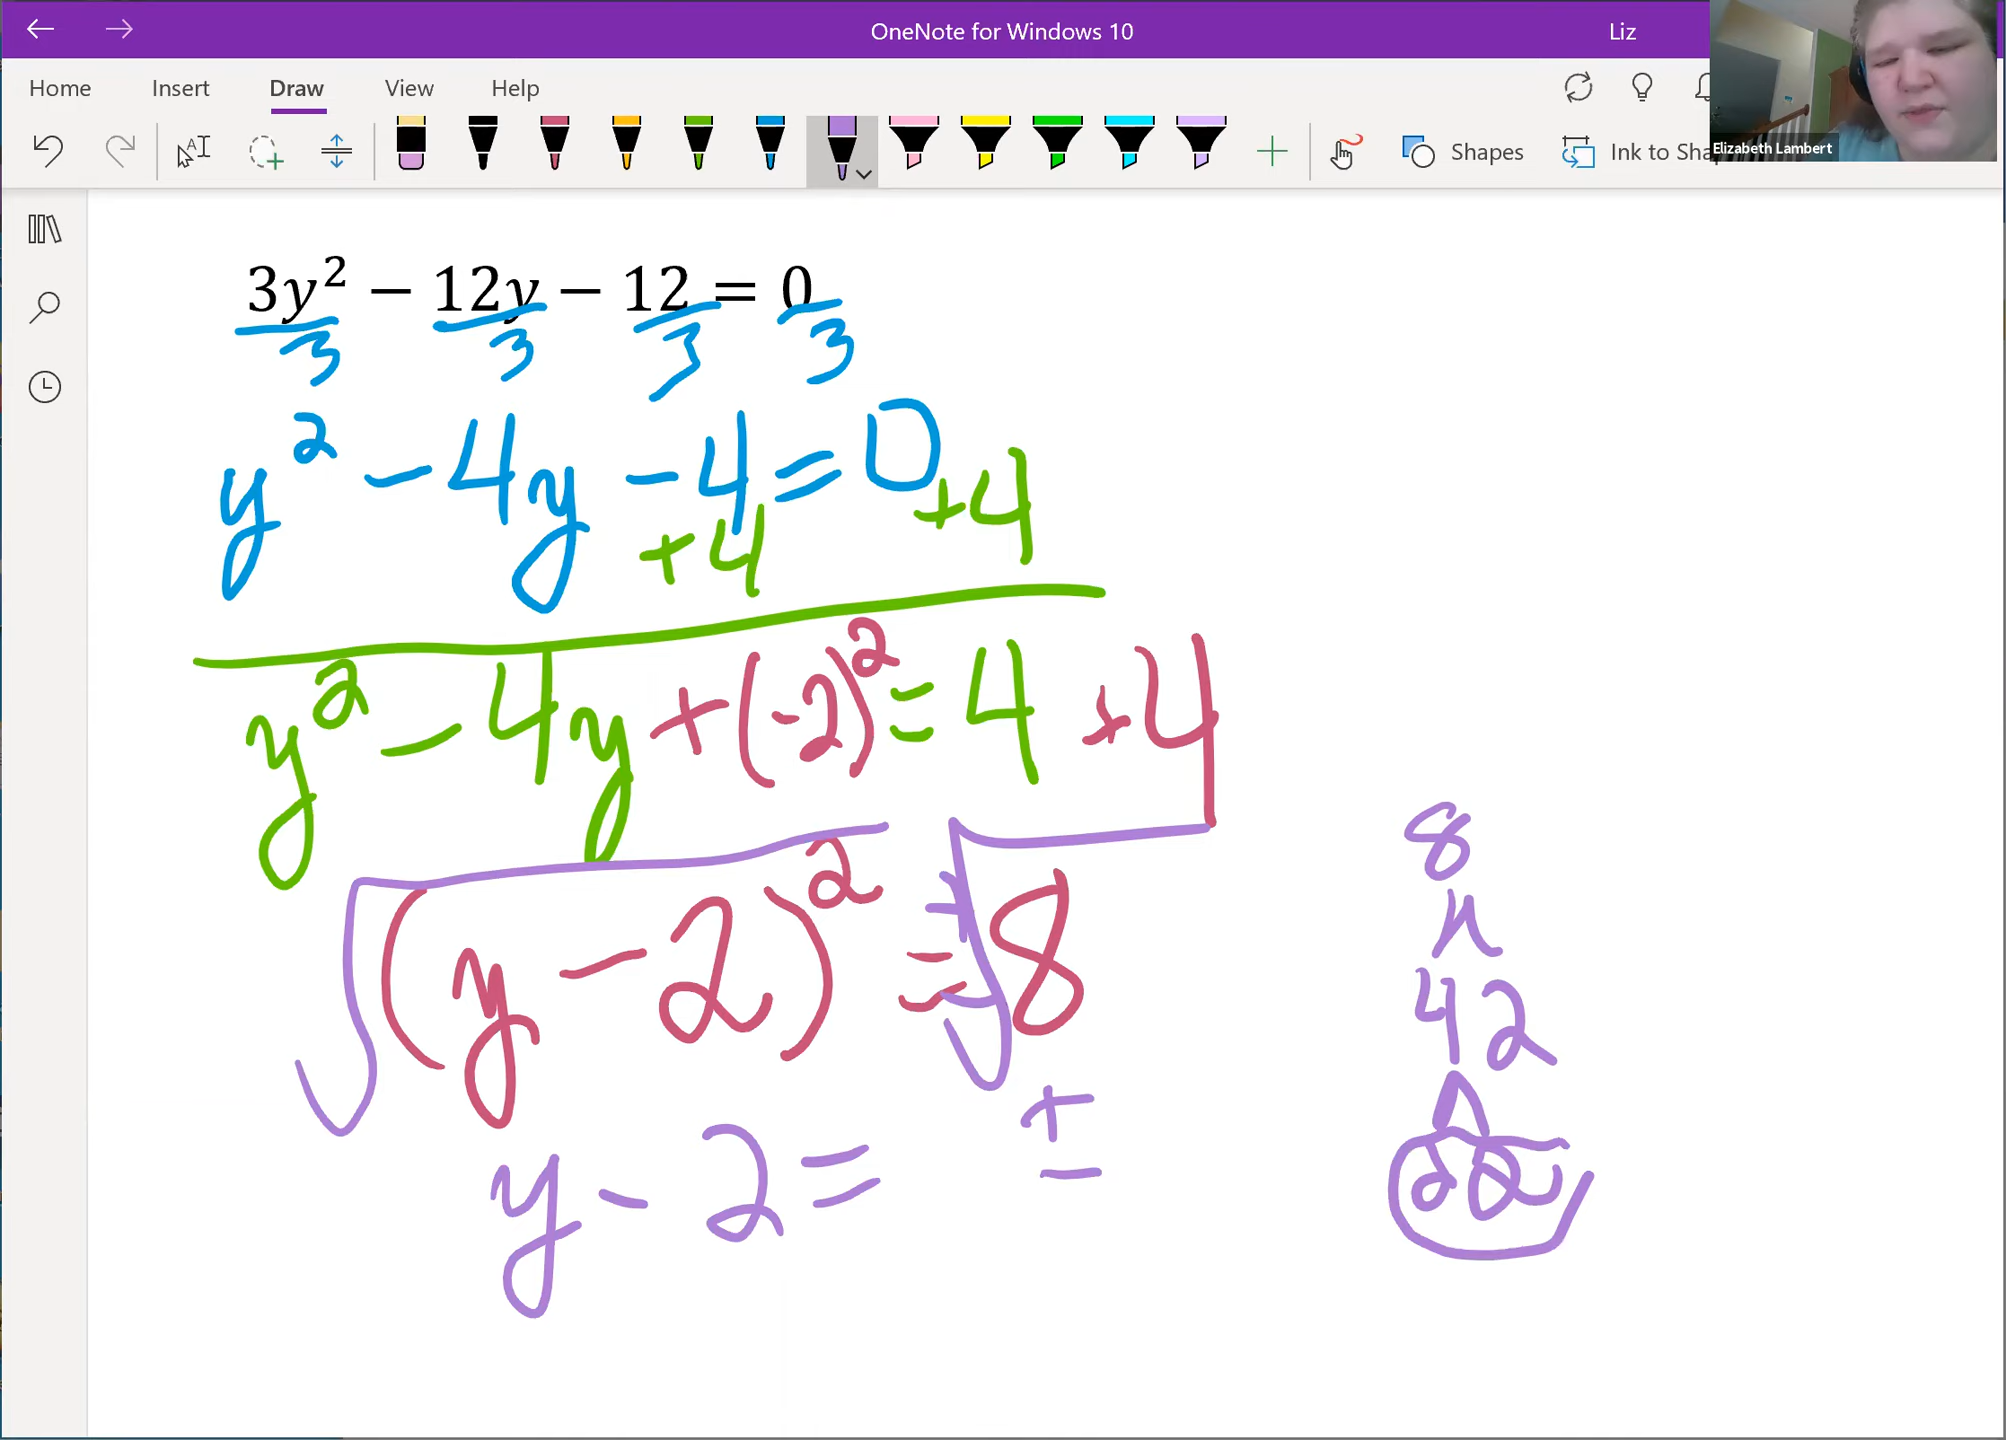 OneNote for Windows 10
Liz
Home Insert Draw View Help
Shapes
Ink to Sha
Elizabeth Lambert
3y² − 12y − 12 = 0
3 3 3 3
y² − 4y − 4 = 0
+4 +4
y² − 4y + (-2)² = 4 + 4
√(y − 2)² = ±√8
y − 2 = ±
8
4 2
2 2